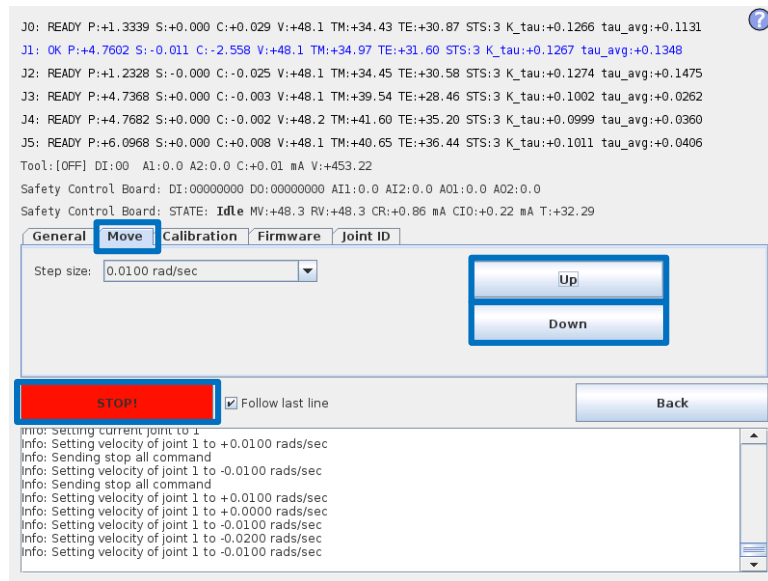 J0: READY P:+1.3339 S:+0.000 C:+0.029 V:+48.1 TM:+34.43 TE:+30.87 STS:3 K_tau:+0.1266 tau_avg:+0.1131
?
J1: OK P:+4.7602 S:-0.011 C:-2.558 V:+48.1 TM:+34.97 TE:+31.60 STS:3 K_tau:+0.1267 tau_avg:+0.1348
J2: READY P:+1.2328 S:-0.000 C:-0.025 V:+48.1 TM:+34.45 TE:+30.58 STS:3 K_tau:+0.1274 tau_avg:+0.1475
J3: READY P:+4.7368 S:+0.000 C:-0.003 V:+48.1 TM:+39.54 TE:+28.46 STS:3 K_tau:+0.1002 tau_avg:+0.0262
J4: READY P:+4.7682 S:+0.000 C:-0.002 V:+48.2 TM:+41.60 TE:+35.20 STS:3 K_tau:+0.0999 tau_avg:+0.0360
J5: READY P:+6.0968 S:+0.000 C:+0.008 V:+48.1 TM:+40.65 TE:+36.44 STS:3 K_tau:+0.1011 tau_avg:+0.0406
Tool:[OFF] DI:00 A1:0.0 A2:0.0 C:+0.01 mA V:+453.22
Safety Control Board: DI:00000000 DO:00000000 AI1:0.0 AI2:0.0 AO1:0.0 AO2:0.0
Safety Control Board: STATE: Idle MV:+48.3 RV:+48.3 CR:+0.86 mA CIO:+0.22 mA T:+32.29
General Move Calibration Firmware Joint ID
Step size: 0.0100 rad/sec
Up
Down
STOP! Follow last line Back
Info: Setting current joint to 1
Info: Setting velocity of joint 1 to +0.0100 rads/sec
Info: Sending stop all command
Info: Setting velocity of joint 1 to -0.0100 rads/sec
Info: Sending stop all command
Info: Setting velocity of joint 1 to +0.0100 rads/sec
Info: Setting velocity of joint 1 to +0.0000 rads/sec
Info: Setting velocity of joint 1 to -0.0100 rads/sec
Info: Setting velocity of joint 1 to -0.0200 rads/sec
Info: Setting velocity of joint 1 to -0.0100 rads/sec